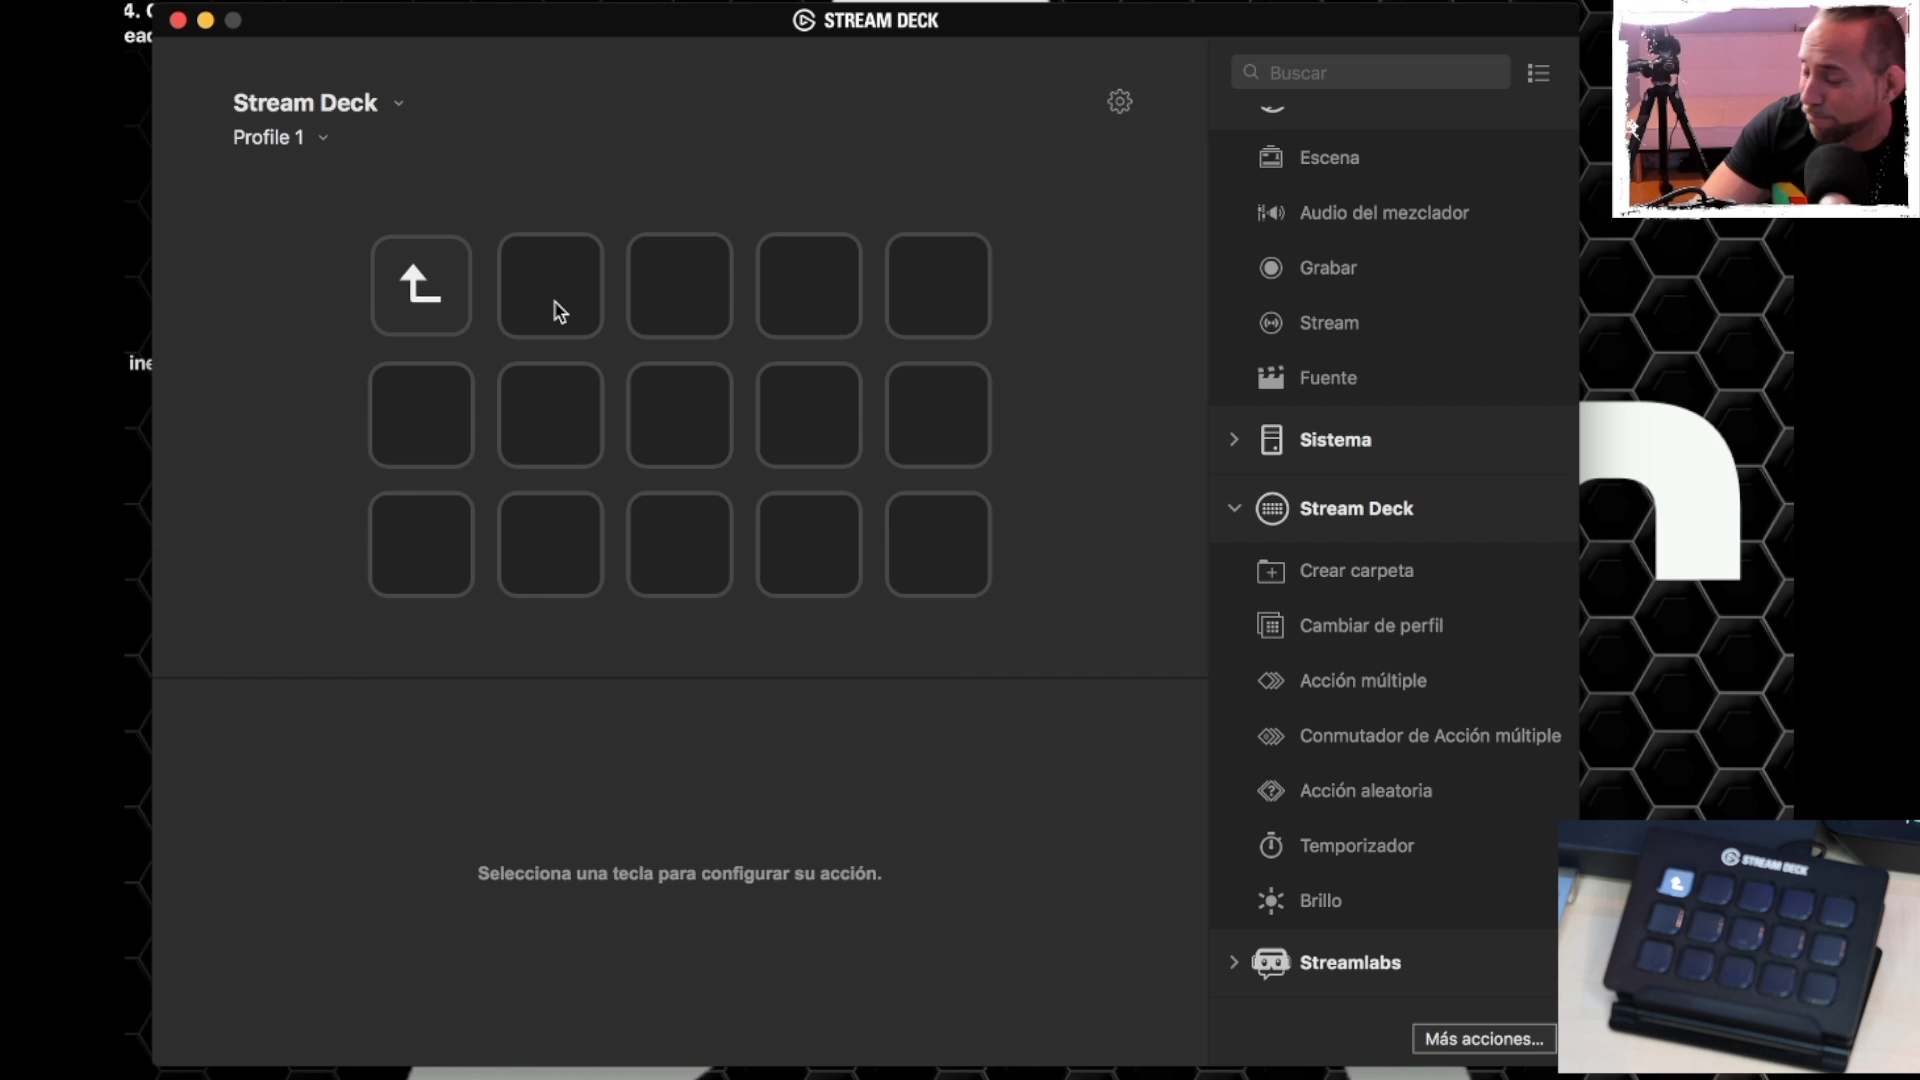 4.
STREAM DECK
Buscar
Stream Deck
Profile 1
Escena
Audio del mezclador
Grabar
Stream
Fuente
Sistema
Stream Deck
Crear carpeta
Cambiar de perfil
Acción múltiple
Conmutador de Acción múltiple
Acción aleatoria
Temporizador
Brillo
Streamlabs
Más acciones...
Selecciona una tecla para configurar su acción.
STREAM DECK